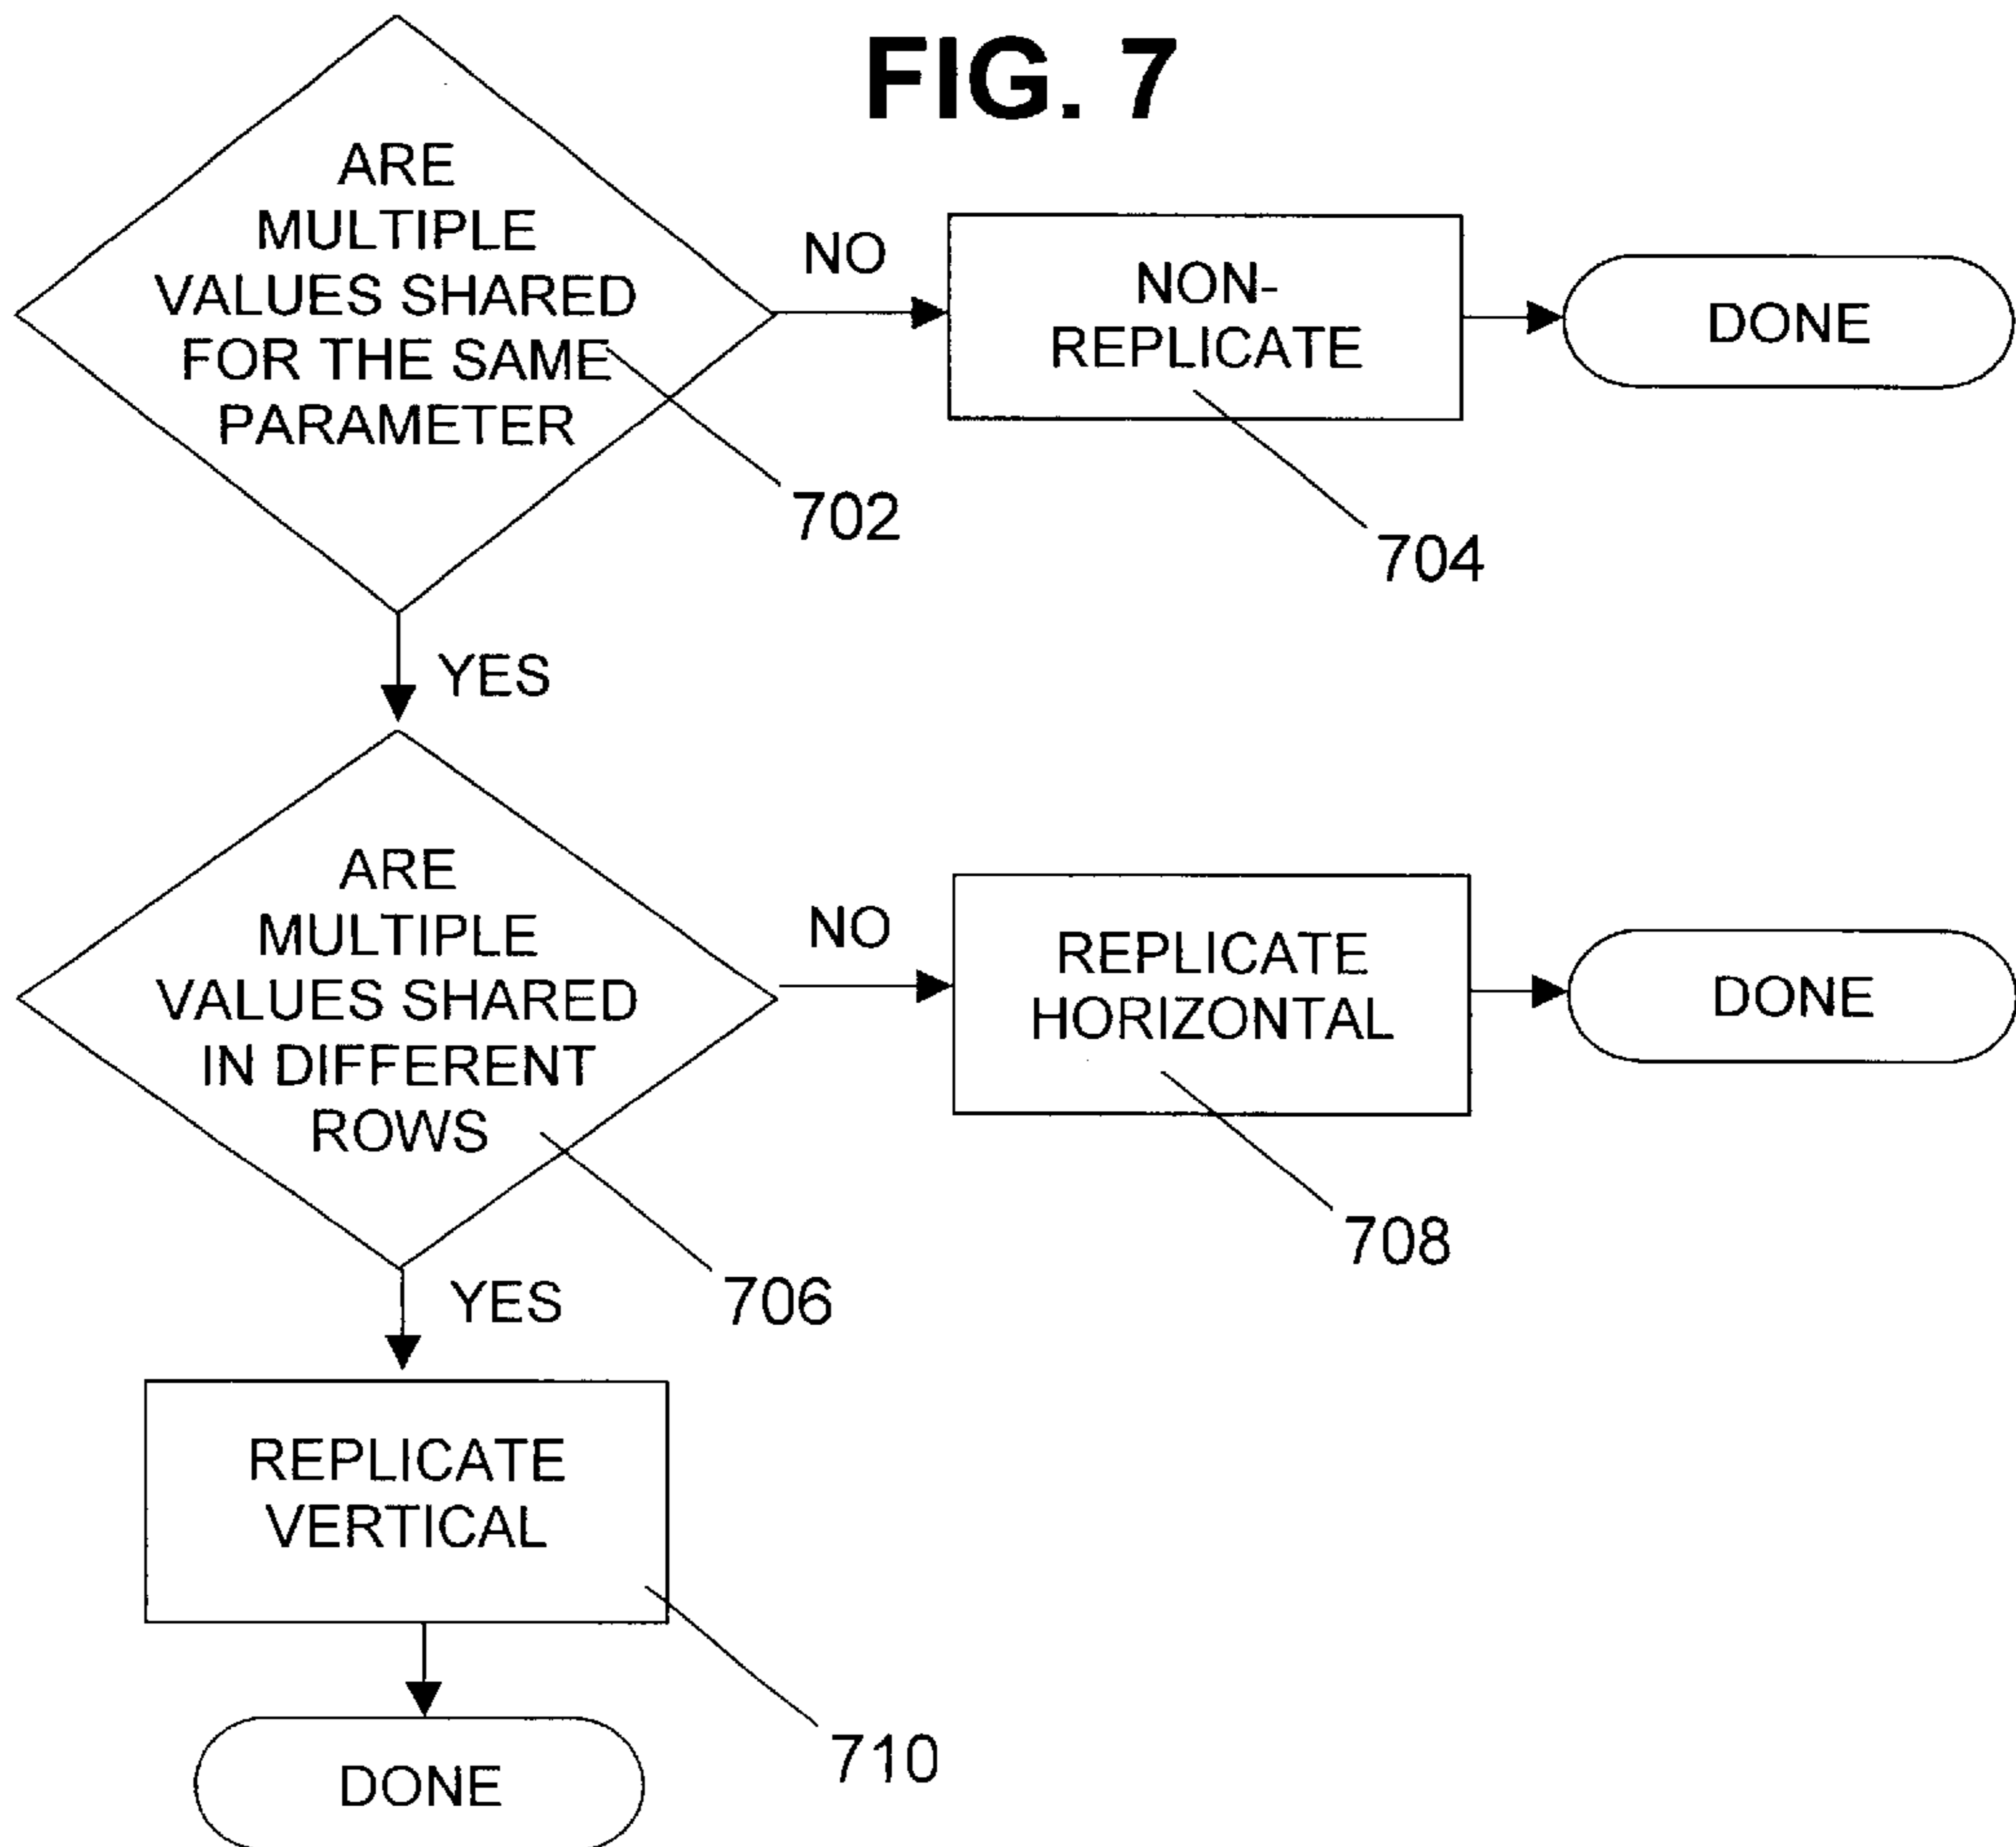 FIG. 7
ARE
MULTIPLE
VALUES SHARED
FOR THE SAME
PARAMETER
702
NO
NON-
REPLICATE
704
DONE
YES
ARE
MULTIPLE
VALUES SHARED
IN DIFFERENT
ROWS
706
NO
REPLICATE
HORIZONTAL
708
DONE
YES
REPLICATE
VERTICAL
710
DONE